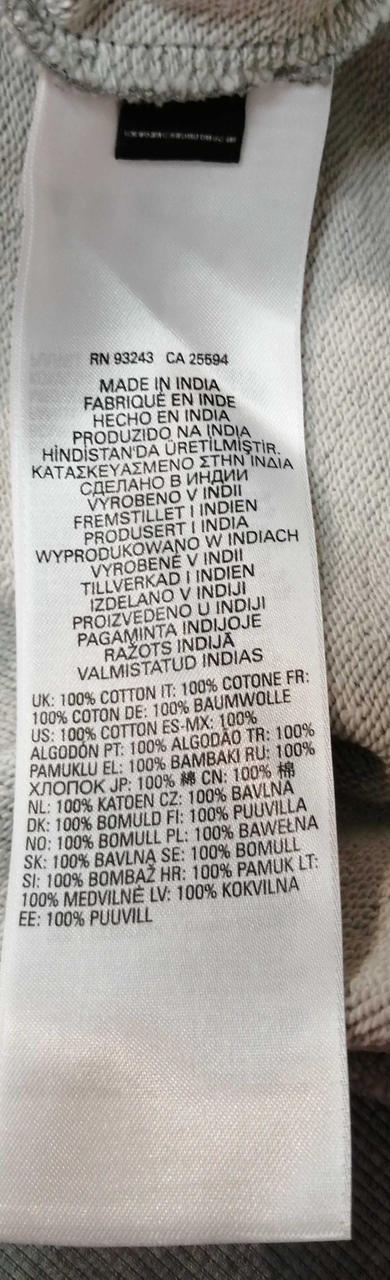 RN 93243 CA 25594
MADE IN INDIA
FABRIQUÉ EN INDE
HECHO EN INDIA
PRODUZIDO NA INDIA
HİNDİSTAN'DA ÜRETİLMİŞTİR.
ΚΑΤΑΣΚΕΥΑΣΜΕΝΟ ΣΤΗΝ ΙΝΔΙΑ
СДЕЛАНО В ИНДИИ
VYROBENO V INDII
FREMSTILLET I INDIEN
PRODUSERT I INDIA
WYPRODUKOWANO W INDIACH
VYROBENÉ V INDII
TILLVERKAD I INDIEN
IZDELANO V INDIJI
PROIZVEDENO U INDIJI
PAGAMINTA INDIJOJE
RAŽOTS INDIJĀ
VALMISTATUD INDIAS
UK: 100% COTTON IT: 100% COTONE FR:
100% COTON DE: 100% BAUMWOLLE
US: 100% COTTON ES-MX: 100%
ALGODÓN PT: 100% ALGODÃO TR: 100%
PAMUKLU EL: 100% ΒΑΜΒΑΚΙ RU: 100%
ХЛОПОК JP: 100% 綿 CN: 100% 棉
NL: 100% KATOEN CZ: 100% BAVLNA
DK: 100% BOMULD FI: 100% PUUVILLA
NO: 100% BOMULL PL: 100% BAWEŁNA
SK: 100% BAVLNA SE: 100% BOMULL
SI: 100% BOMBAŽ HR: 100% PAMUK LT:
100% MEDVILNĖ LV: 100% KOKVILNA
EE: 100% PUUVILL